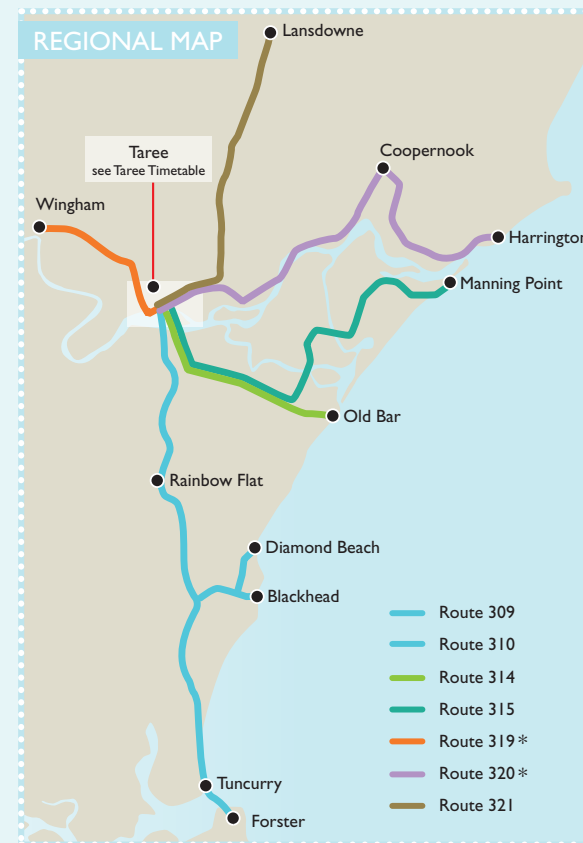 REGIONAL MAP
Lansdowne
Taree
see Taree Timetable
Coopernook
Wingham
Harrington
Manning Point
Old Bar
Rainbow Flat
Diamond Beach
Blackhead
Route 309
Route 310
Route 314
Route 315
Route 319*
Route 320*
Route 321
Tuncurry
Forster